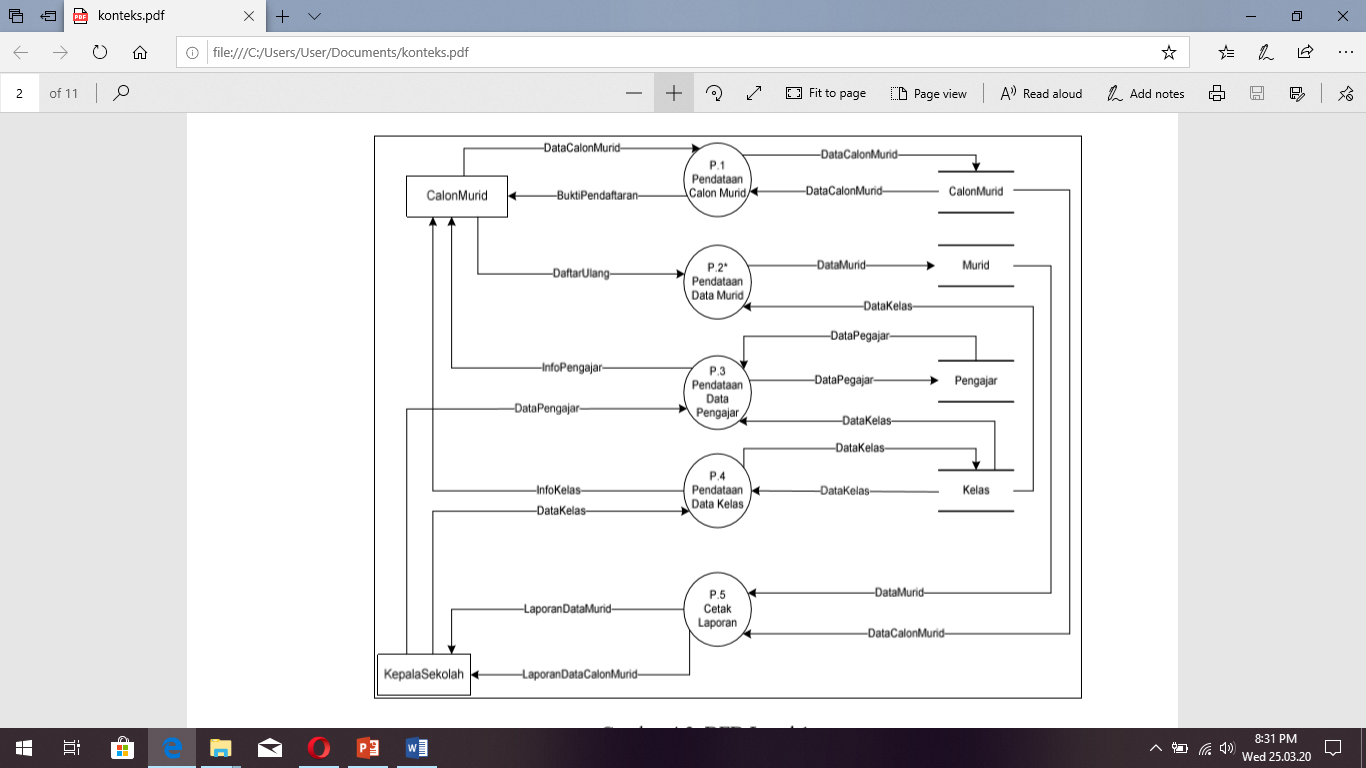 konteks.pdf
file:///C:/Users/User/Documents/konteks.pdf
2 of 11
Fit to page
Page view
Read aloud
Add notes
DataCalonMurid
P.1
Pendataan
Calon Murid
DataCalonMurid
CalonMurid
BuktiPendaftaran
DataCalonMurid
CalonMurid
DaftarUlang
P.2*
Pendataan
Data Murid
DataMurid
Murid
DataKelas
DataPegajar
InfoPengajar
P.3
Pendataan
Data
Pengajar
DataPegajar
Pengajar
DataPengajar
DataKelas
DataKelas
InfoKelas
P.4
Pendataan
Data Kelas
DataKelas
Kelas
DataKelas
P.5
Cetak
Laporan
DataMurid
LaporanDataMurid
DataCalonMurid
KepalaSekolah
LaporanDataCalonMurid
8:31 PM
Wed 25.03.20